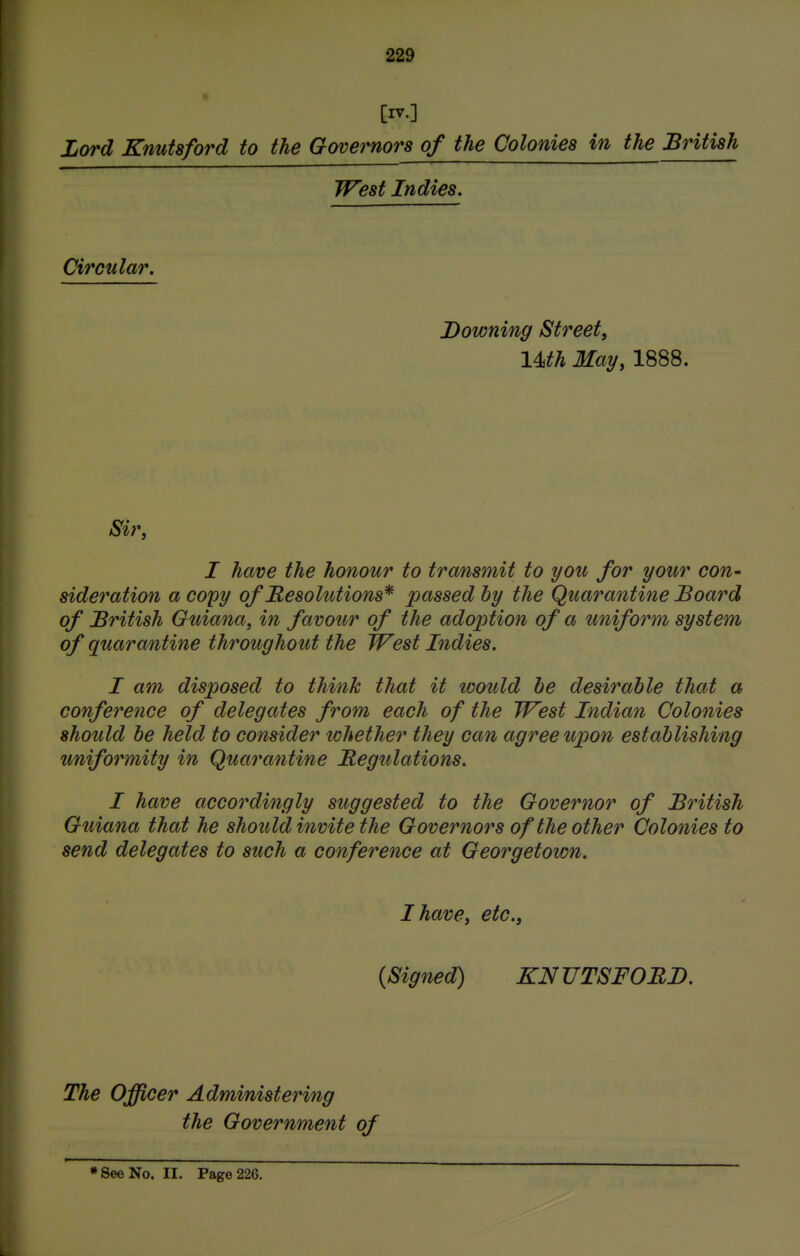 229
[IV.]
Lord Knutsford to the Governors of the Colonies in the British
West Indies.
Circular.
Downing Street,
14th May, 1888.
Sir,
I have the honour to transmit to you for your con-
sideration a copy of Resolutions* passed by the Quarantine Board
of British Guiana, in favour of the adoption of a uniform system
of quarantine throughout the West Indies.
I am disposed to think that it would be desirable that a
conference of delegates from each of the West Indian Colonies
should be held to consider whether they can agree upon establishing
uniformity in Quarantine Regulations.
I have accordingly suggested to the Governor of British
Guiana that he should invite the Governors of the other Colonies to
send delegates to such a conference at Georgetown.
I have, etc.,
(Signed) KNUTSFORD.
The Officer Administering
the Government of
* See No. II. Page 226.